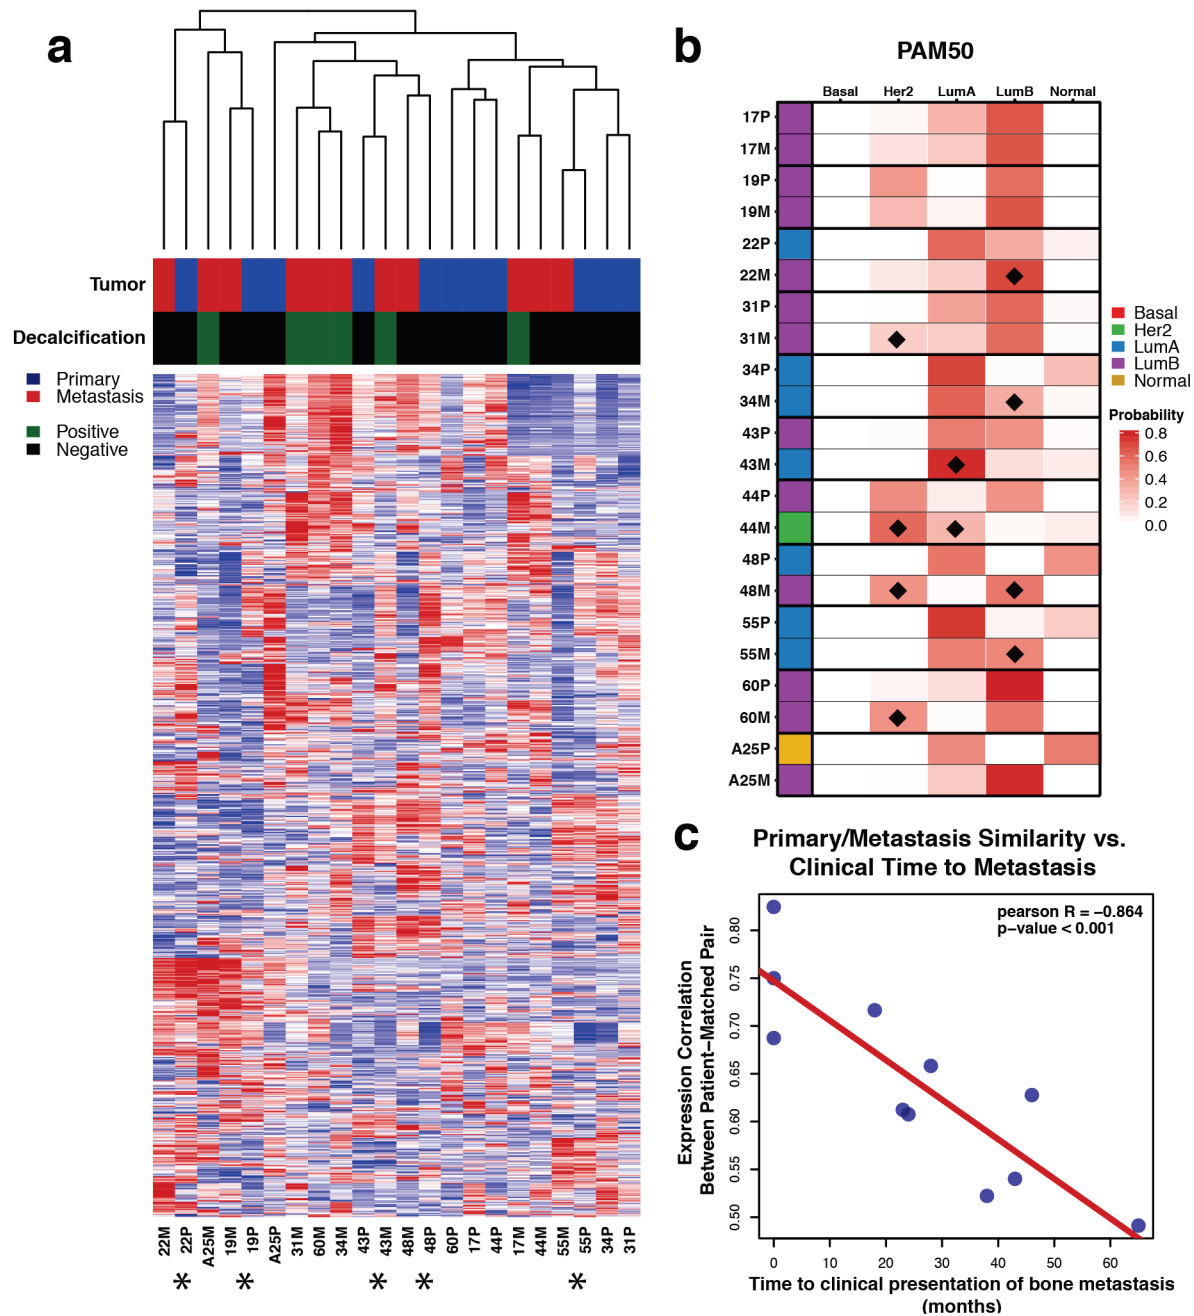 a
Tumor
Decalcification
Primary
Metastasis
Positive
Negative
22M 22P A25M 19M 19P A25P 31M 60M 34M 43P 43M 48M 48P 60P 17P 44P 17M 44M 55M 55P 34P 31P
* * * * *
b
PAM50
Basal Her2 LumA LumB Normal
17P
17M
19P
19M
22P
22M
31P
31M
34P
34M
43P
43M
44P
44M
48P
48M
55P
55M
60P
60M
A25P
A25M
Basal
Her2
LumA
LumB
Normal
Probability
0.8
0.6
0.4
0.2
0.0
c
Primary/Metastasis Similarity vs.
Clinical Time to Metastasis
pearson R = −0.864
p−value < 0.001
Expression Correlation
Between Patient−Matched Pair
0.80
0.75
0.70
0.65
0.60
0.55
0.50
0 10 20 30 40 50 60
Time to clinical presentation of bone metastasis
(months)